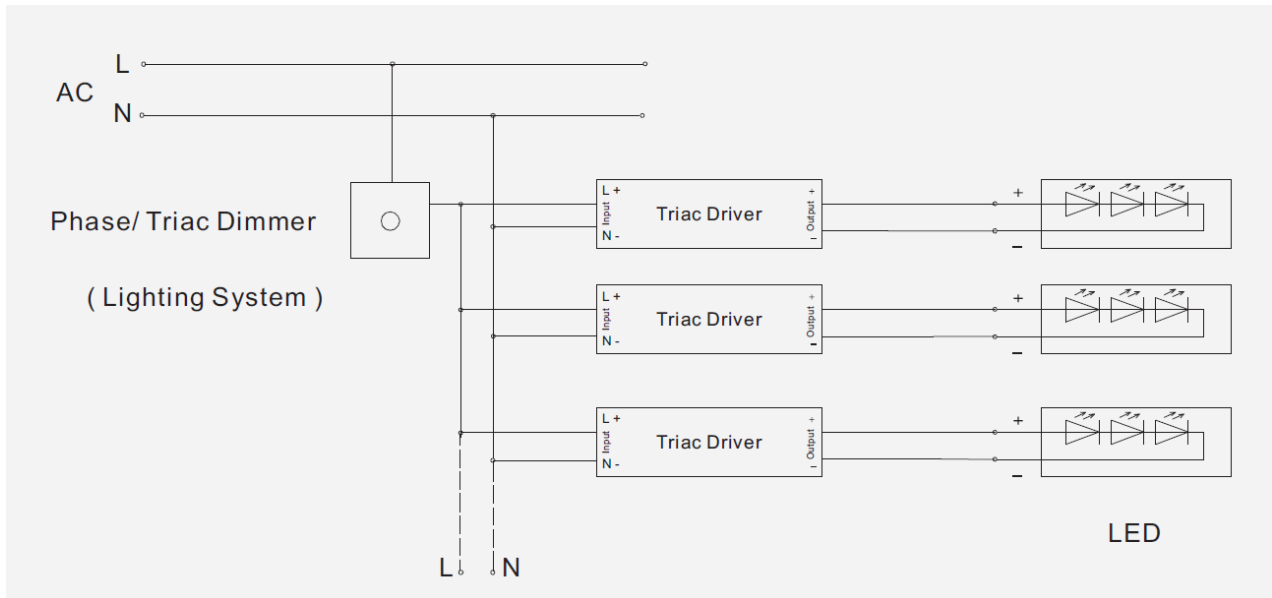 L
AC
N
Phase/ Triac Dimmer
( Lighting System )
L +
Input
N -
Triac Driver
+
Output
–
+
–
L +
Input
N -
Triac Driver
+
Output
-
+
–
L +
Input
N -
Triac Driver
+
Output
–
+
–
LED
L
N